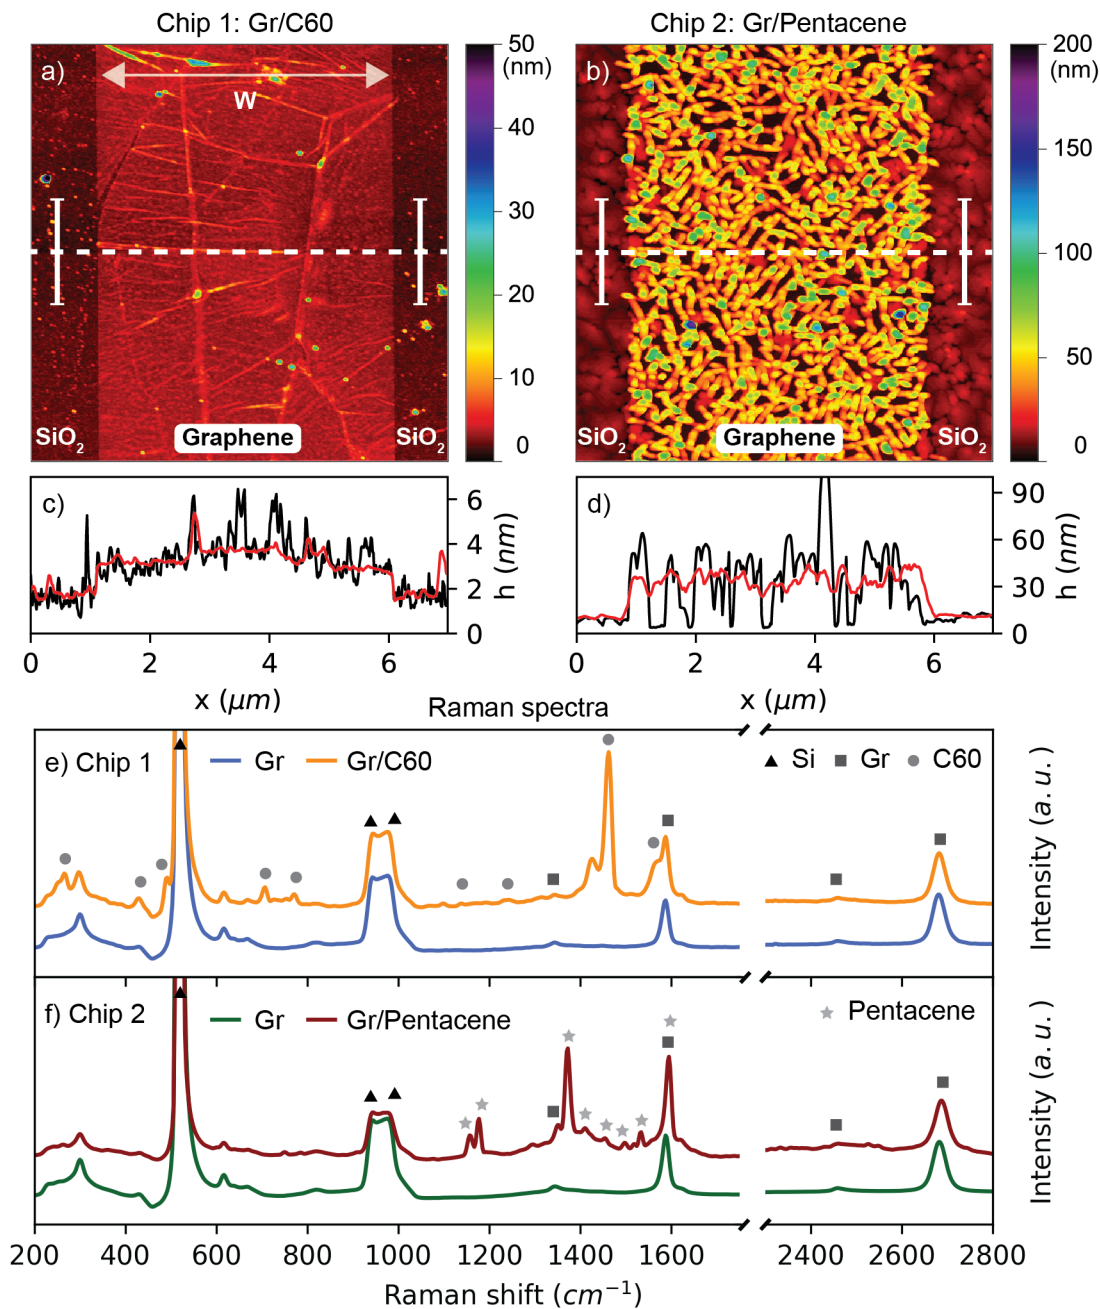 Chip 1: Gr/C60
Chip 2: Gr/Pentacene
a)
W
SiO₂
Graphene
SiO₂
50
(nm)
40
30
20
10
0
b)
SiO₂
Graphene
SiO₂
200
(nm)
150
100
50
0
c)
6
4
2
0
h (nm)
0 2 4 6
x (μm)
d)
90
60
30
0
h (nm)
0 2 4 6
x (μm)
Raman spectra
e) Chip 1
Gr
Gr/C60
Si
Gr
C60
Intensity (a. u.)
f) Chip 2
Gr
Gr/Pentacene
Pentacene
Intensity (a. u.)
200 400 600 800 1000 1200 1400 1600 2400 2600 2800
Raman shift (cm⁻¹)